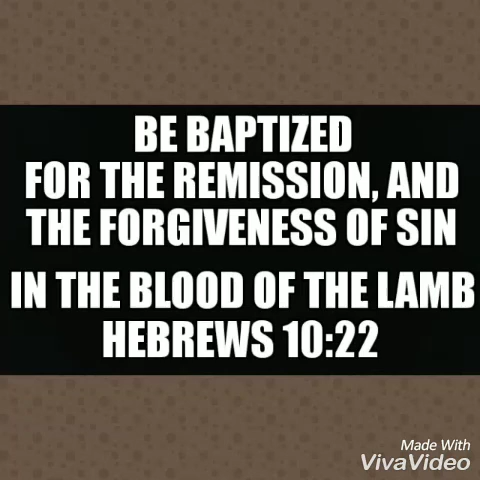 BE BAPTIZED
FOR THE REMISSION, AND
THE FORGIVENESS OF SIN
IN THE BLOOD OF THE LAMB
HEBREWS 10:22
Made With
VivaVideo